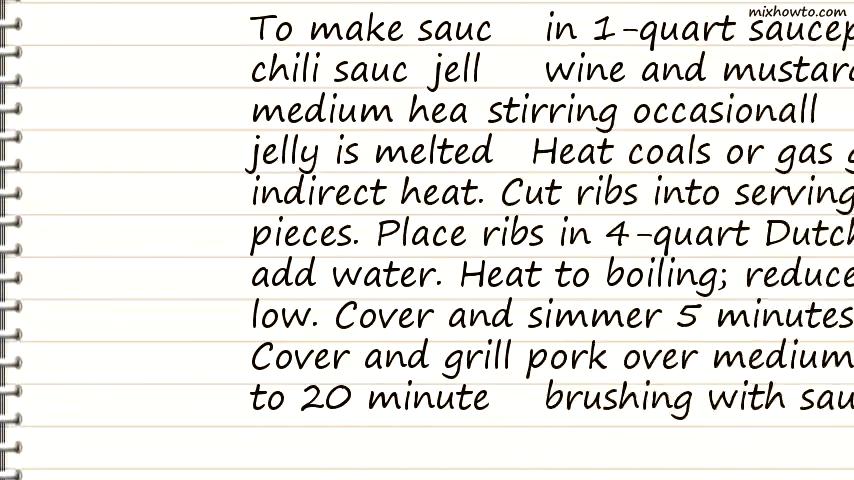 mixhowto.com
To make sauc in 1-quart saucep
chili sauc jell wine and mustard
medium hea stirring occasionall
jelly is melted Heat coals or gas g
indirect heat. Cut ribs into serving
pieces. Place ribs in 4-quart Dutch
add water. Heat to boiling; reduce
low. Cover and simmer 5 minutes
Cover and grill pork over medium
to 20 minute brushing with sau